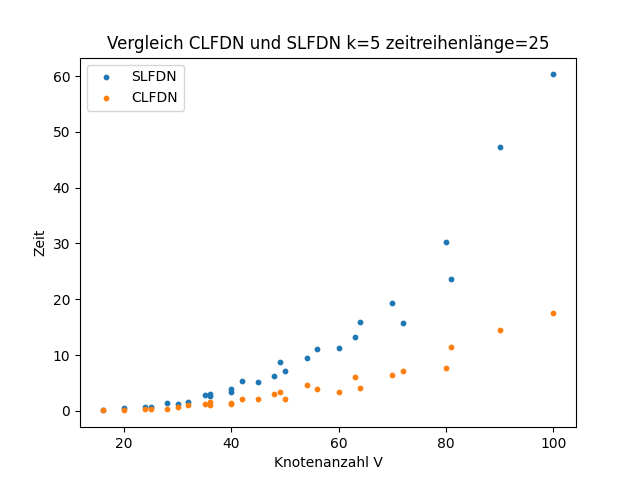 Vergleich CLFDN und SLFDN k=5 zeitreihenlänge=25
SLFDN
CLFDN
60
50
40
30
20
10
0
Zeit
20 40 60 80 100
Knotenanzahl V